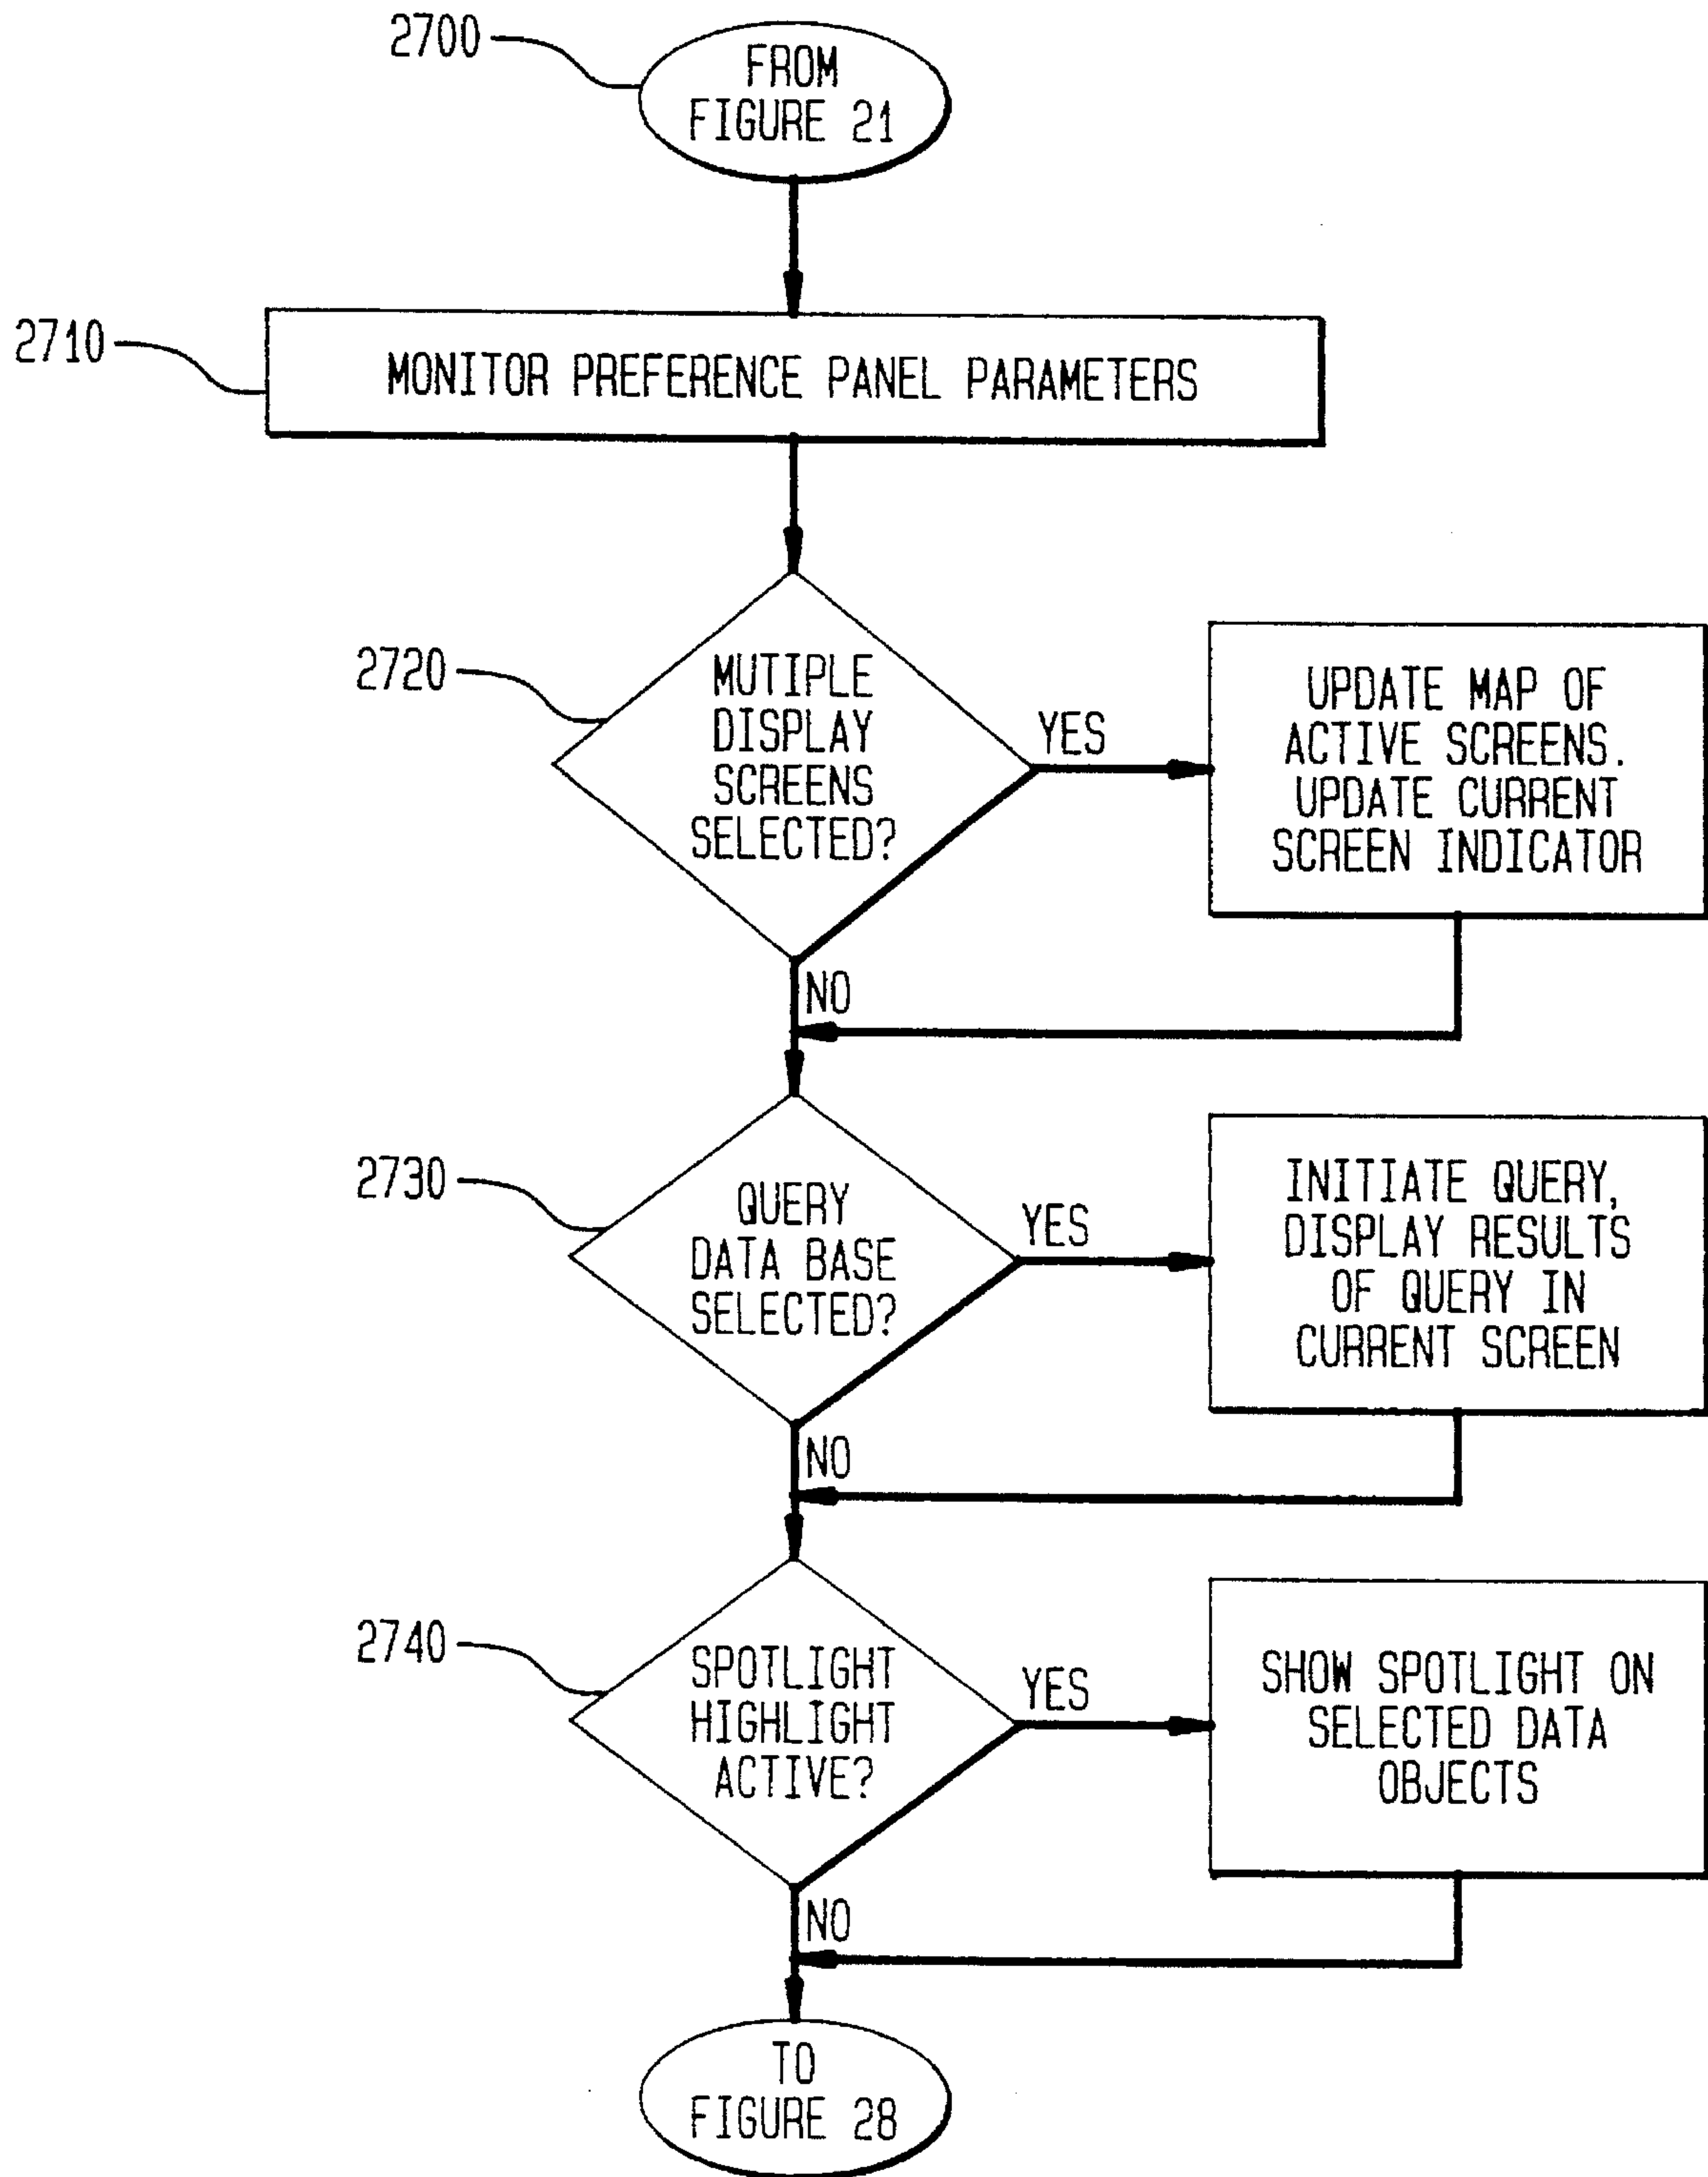 2700
FROM
FIGURE 21
2710
MONITOR PREFERENCE PANEL PARAMETERS
2720
MUTIPLE
DISPLAY
SCREENS
SELECTED?
YES
UPDATE MAP OF
ACTIVE SCREENS.
UPDATE CURRENT
SCREEN INDICATOR
NO
2730
QUERY
DATA BASE
SELECTED?
YES
INITIATE QUERY,
DISPLAY RESULTS
OF QUERY IN
CURRENT SCREEN
NO
2740
SPOTLIGHT
HIGHLIGHT
ACTIVE?
YES
SHOW SPOTLIGHT ON
SELECTED DATA
OBJECTS
NO
TO
FIGURE 28